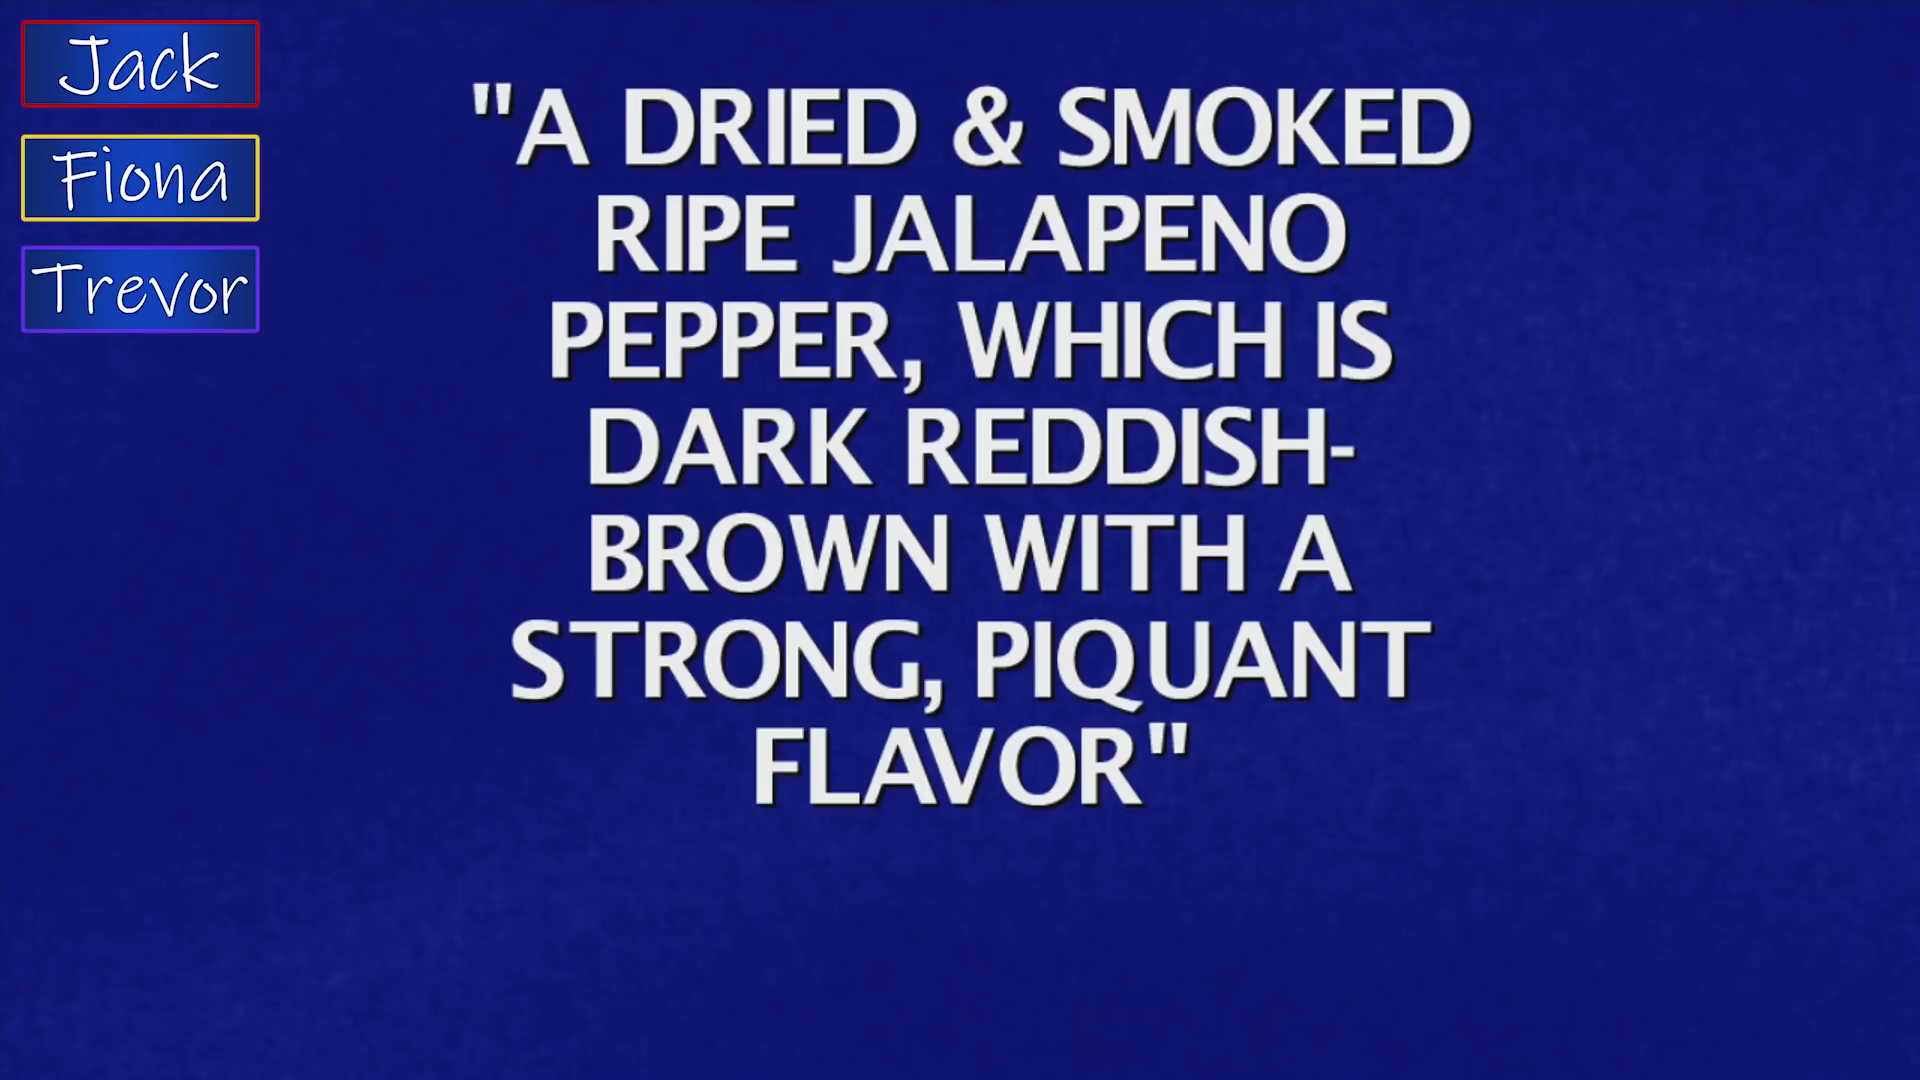 Jack
Fiona
Trevor
"A DRIED & SMOKED
RIPE JALAPENO
PEPPER, WHICH IS
DARK REDDISH-
BROWN WITH A
STRONG, PIQUANT
FLAVOR"